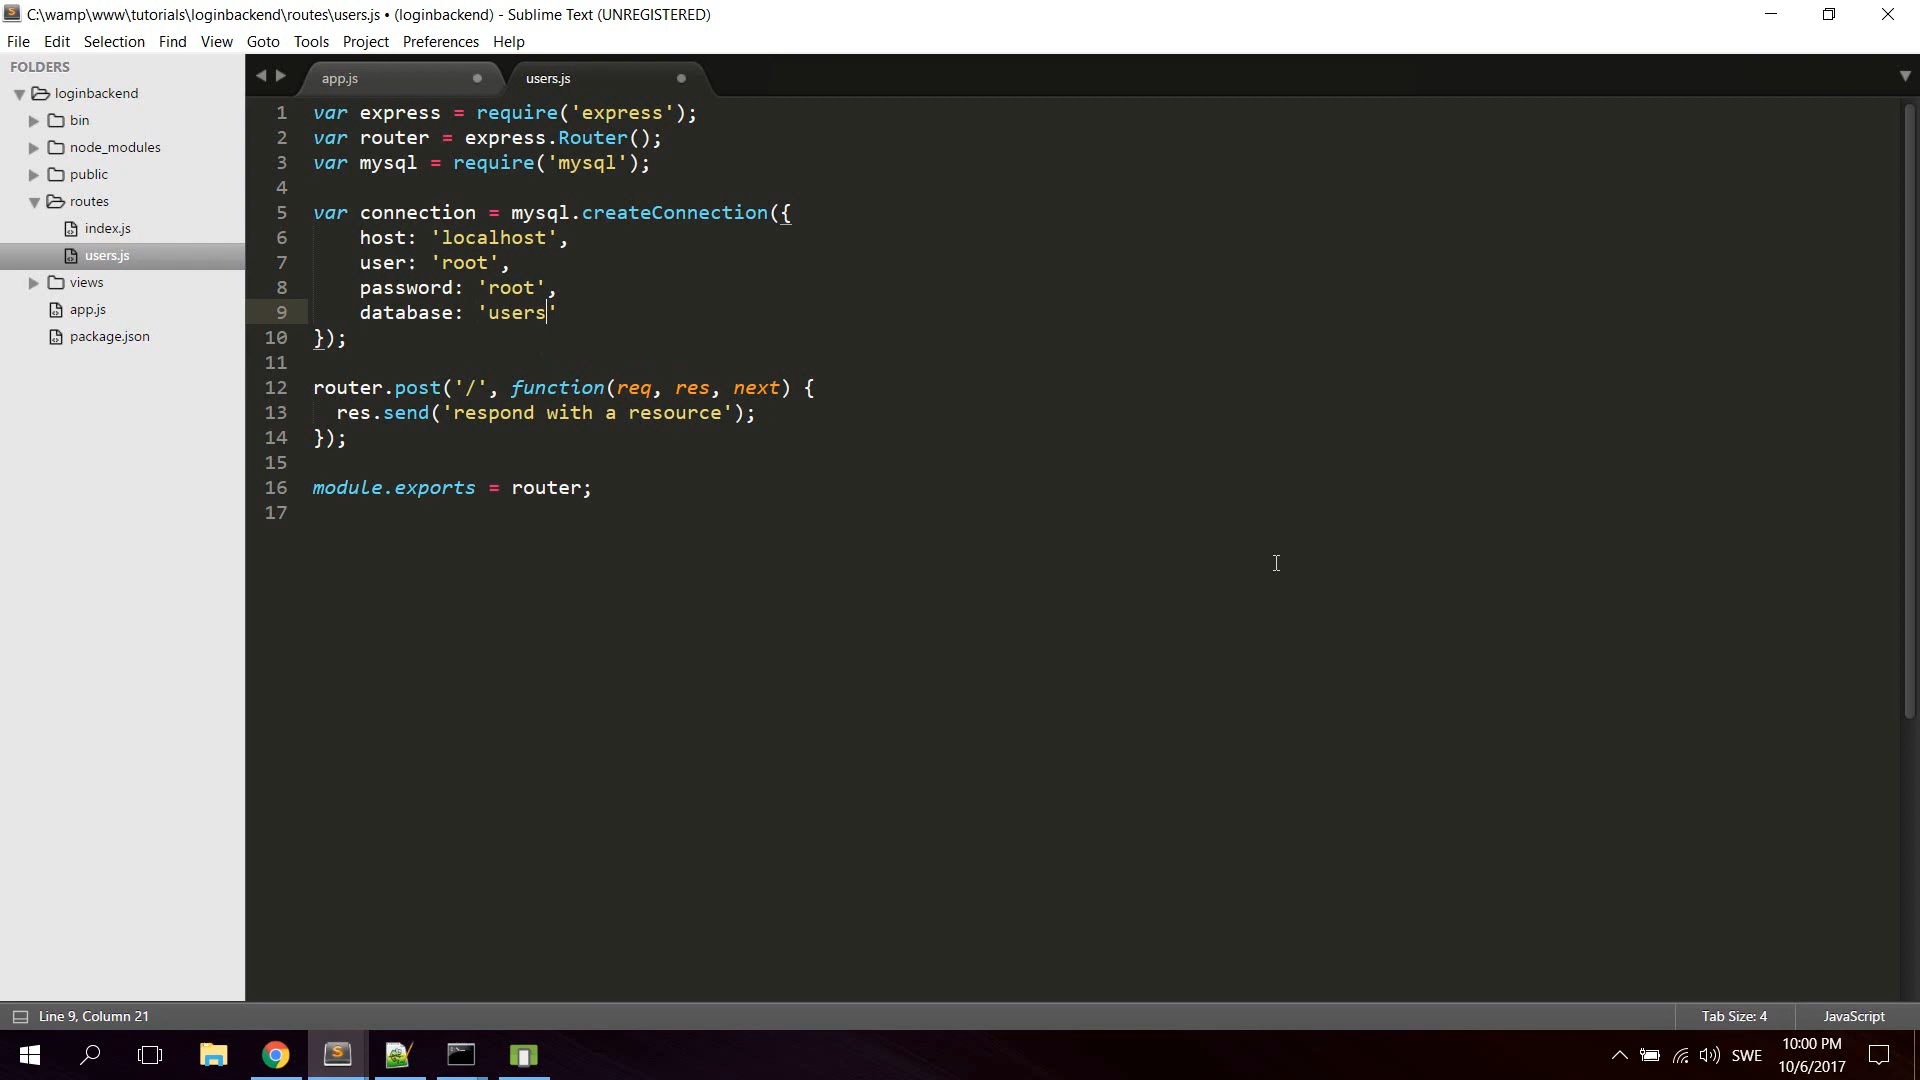 C:\wamp\www\tutorials\loginbackend\routes\users.js • (loginbackend) - Sublime Text (UNREGISTERED)
File Edit Selection Find View Goto Tools Project Preferences Help
FOLDERS
loginbackend
bin
node_modules
public
routes
index.js
users.js
views
app.js
package.json
app.js
users.js
1 var express = require('express');
2 var router = express.Router();
3 var mysql = require('mysql');
4
5 var connection = mysql.createConnection({
6     host: 'localhost',
7     user: 'root',
8     password: 'root',
9     database: 'users'
10 });
11
12 router.post('/', function(req, res, next) {
13   res.send('respond with a resource');
14 });
15
16 module.exports = router;
17
Line 9, Column 21
Tab Size: 4
JavaScript
SWE
10:00 PM
10/6/2017